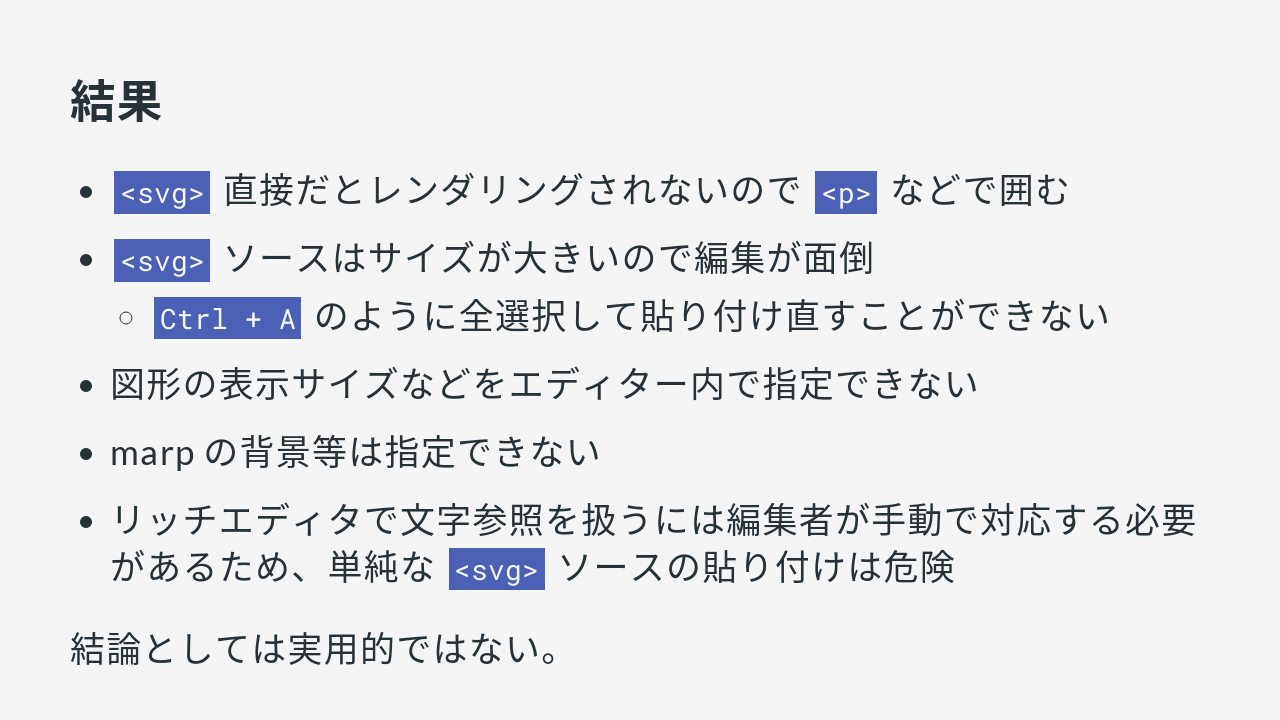 結果
<svg> 直接だとレンダリングされないので <p> などで囲む
<svg> ソースはサイズが大きいので編集が面倒
Ctrl + A のように全選択して貼り付け直すことができない
図形の表示サイズなどをエディター内で指定できない
marp の背景等は指定できない
リッチエディタで文字参照を扱うには編集者が手動で対応する必要
があるため、単純な <svg> ソースの貼り付けは危険
結論としては実用的ではない。